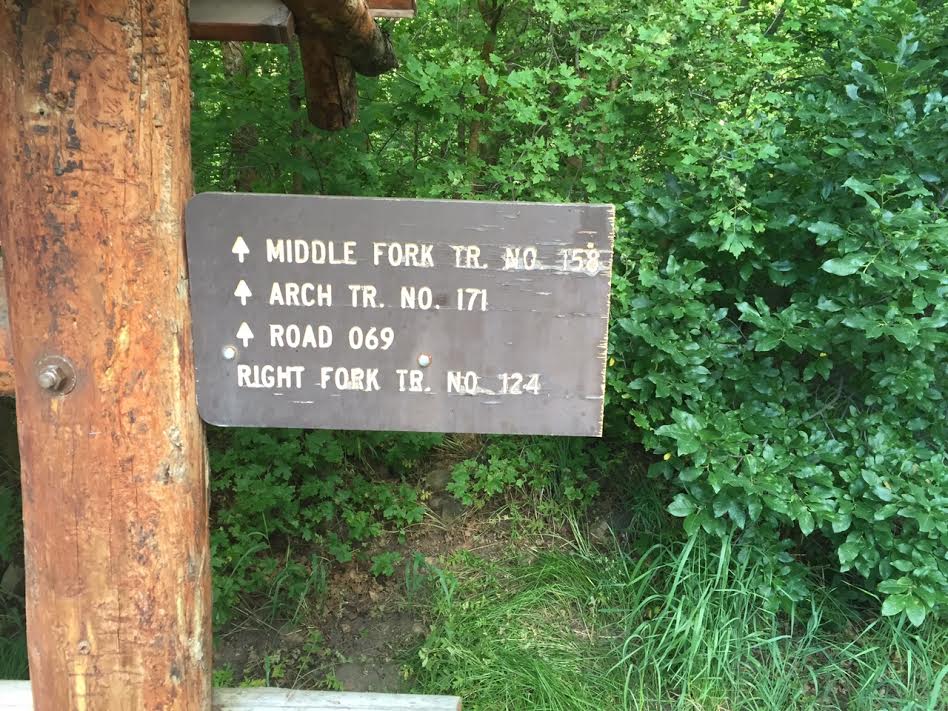 MIDDLE FORK TR. NO. 158
ARCH TR. NO. 171
ROAD 069
RIGHT FORK TR. NO. 124